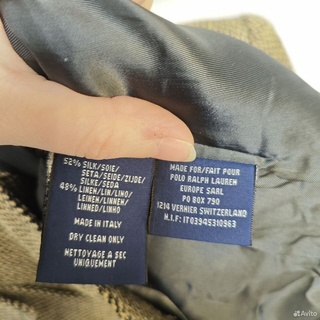 52% SILK/SOIE/
SETA/SEIDE/ZIJDE/
SILKE/SEDA
48% LINEN/LIN/LINO/
LEINEN/LINNEN/
LINNED/LINHO
MADE IN ITALY
DRY CLEAN ONLY
NETTOYAGE A SEC
UNIQUEMENT
MADE FOR/FAIT POUR
POLO RALPH LAUREN
EUROPE SARL
PO BOX 790
1214 VERNIER SWITZERLAND
N.I.F: IT03945310963
Avito